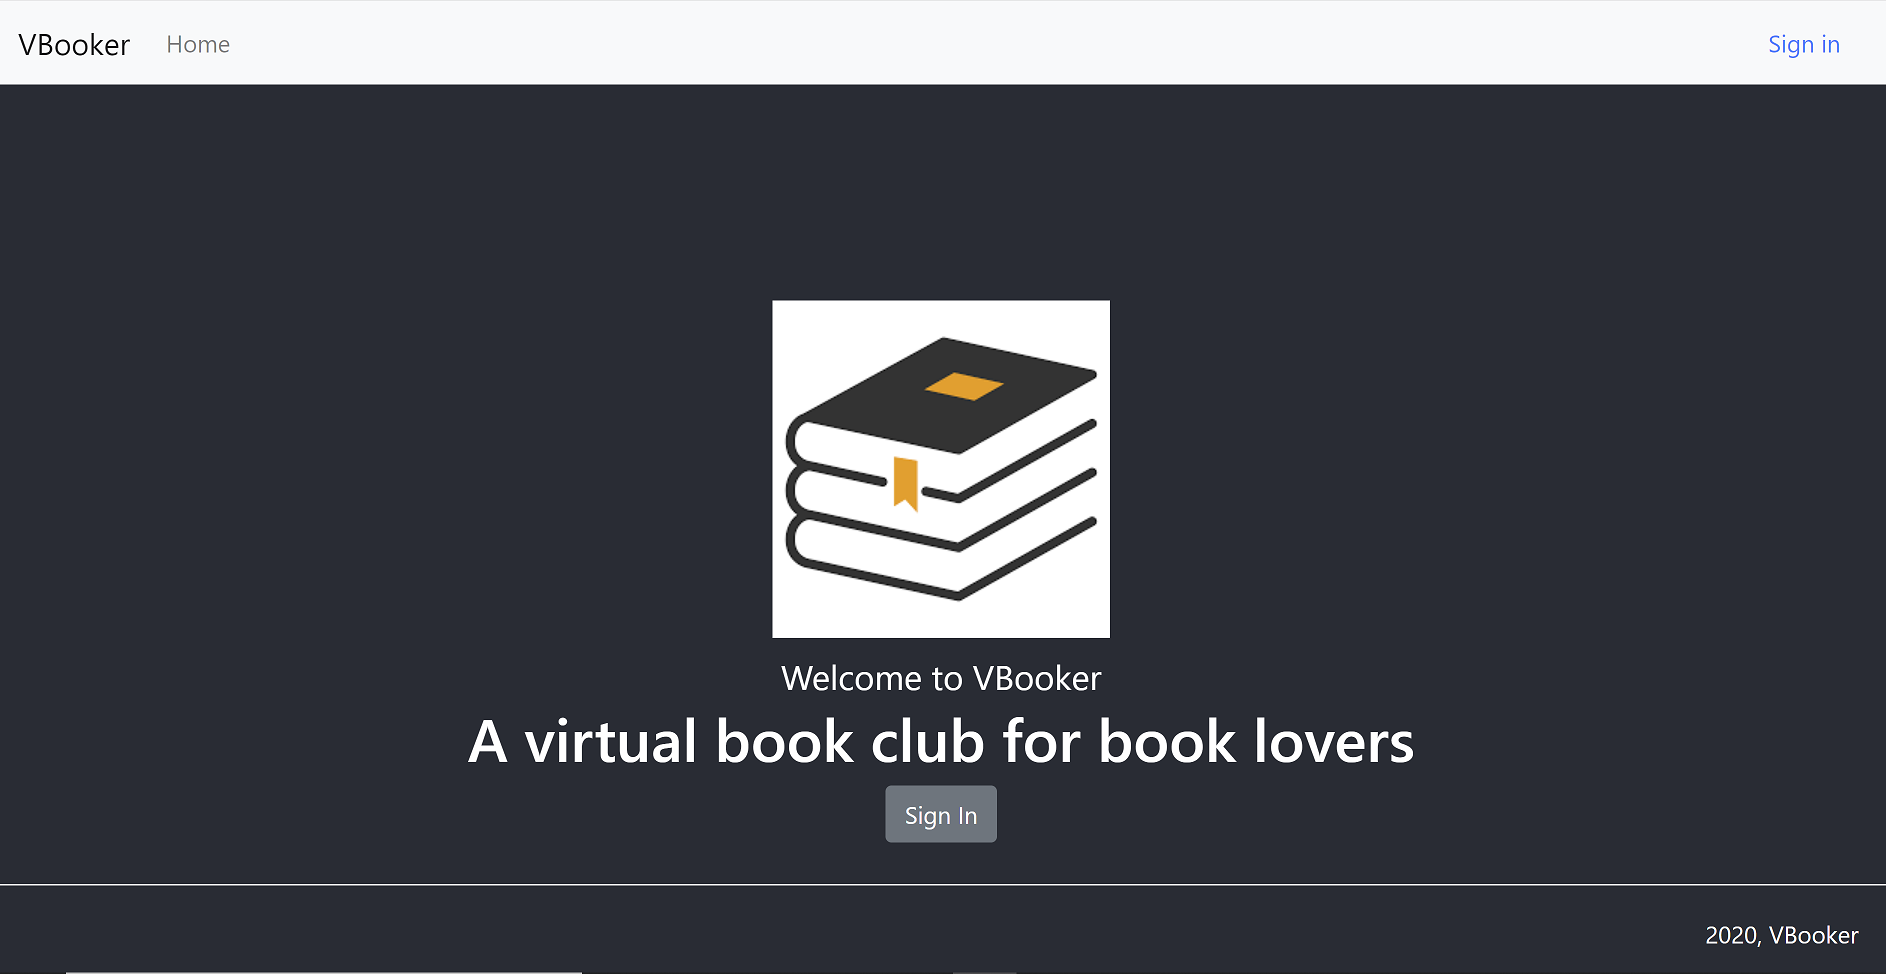 VBooker Home Sign in
Welcome to VBooker
A virtual book club for book lovers
Sign In
2020, VBooker